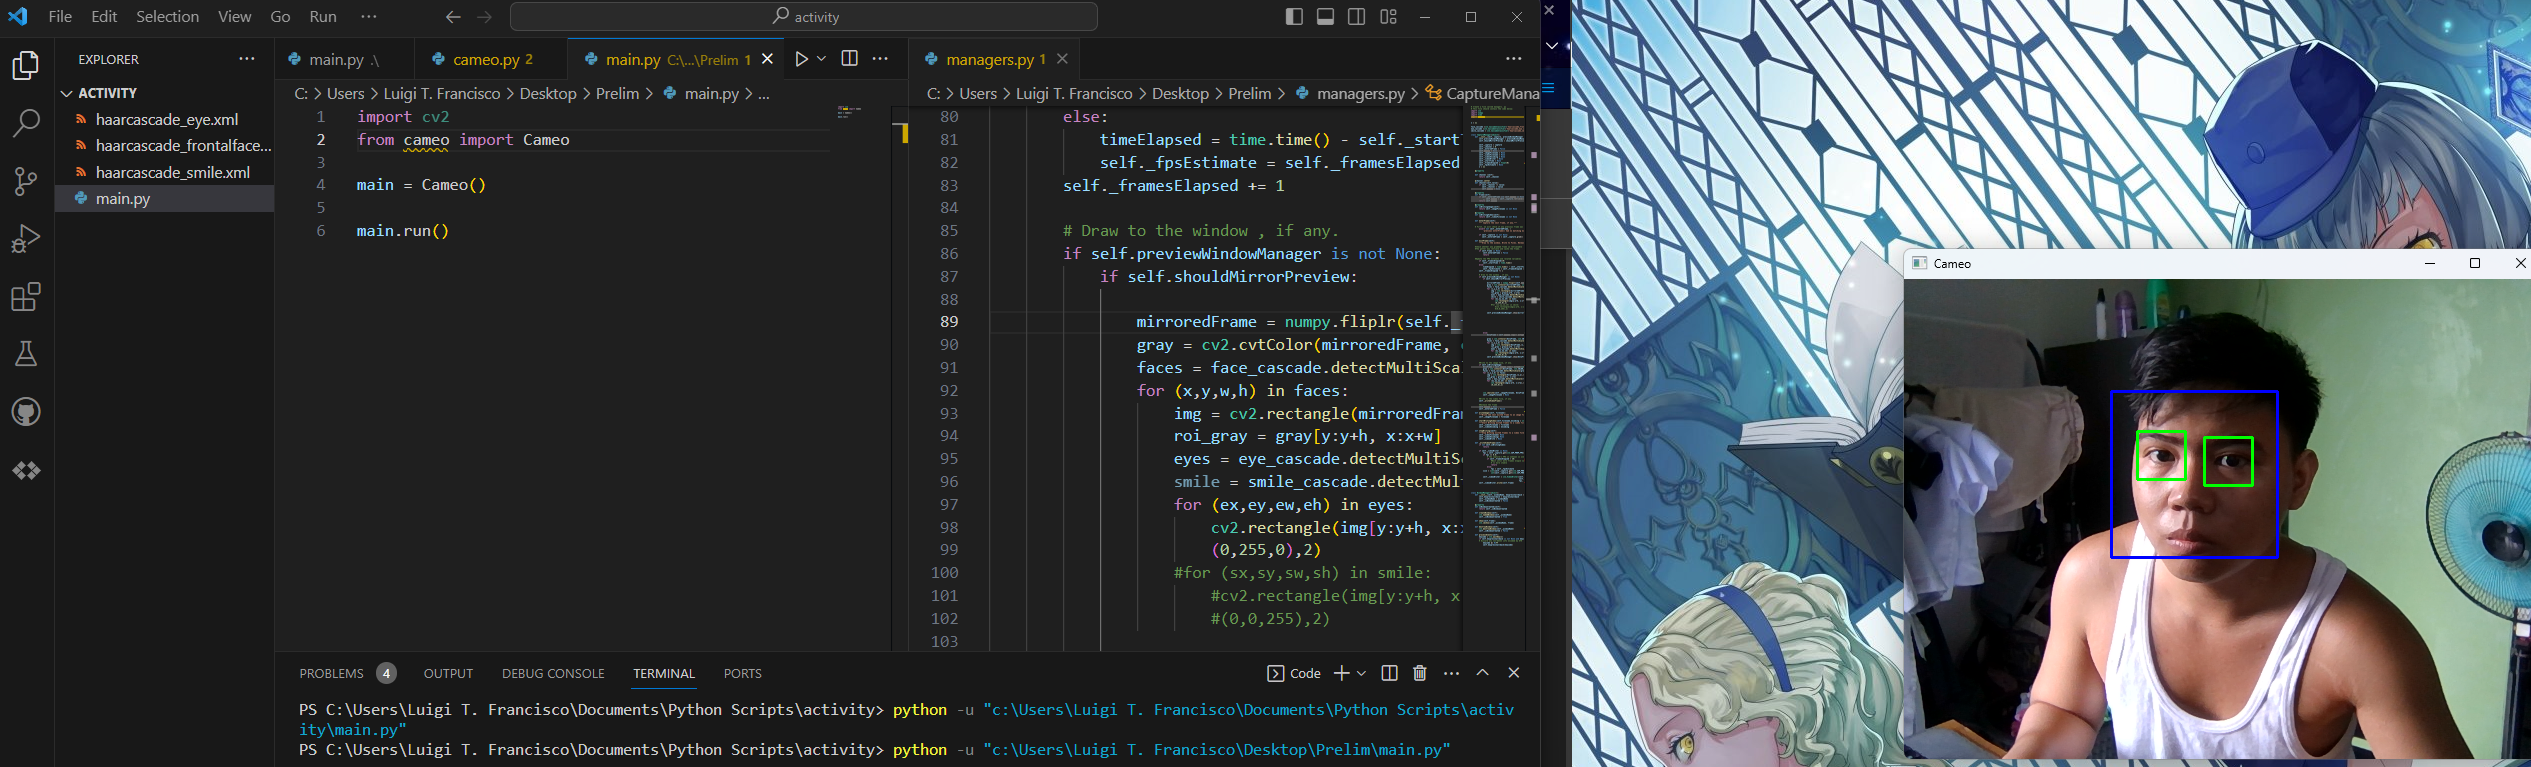 File Edit Selection View Go Run ··· activity
EXPLORER ···
ACTIVITY
haarcascade_eye.xml
haarcascade_frontalface...
haarcascade_smile.xml
main.py
main.py .\ cameo.py 2 main.py C:\...\Prelim 1
C: > Users > Luigi T. Francisco > Desktop > Prelim > main.py > ...
1 import cv2
2 from cameo import Cameo
3
4 main = Cameo()
5
6 main.run()
managers.py 1
C: > Users > Luigi T. Francisco > Desktop > Prelim > managers.py > CaptureMana
80 else:
81 timeElapsed = time.time() - self._start
82 self._fpsEstimate = self._framesElapsed
83 self._framesElapsed += 1
84
85 # Draw to the window , if any.
86 if self.previewWindowManager is not None:
87 if self.shouldMirrorPreview:
88
89 mirroredFrame = numpy.fliplr(self._
90 gray = cv2.cvtColor(mirroredFrame,
91 faces = face_cascade.detectMultiSca
92 for (x,y,w,h) in faces:
93 img = cv2.rectangle(mirroredFra
94 roi_gray = gray[y:y+h, x:x+w]
95 eyes = eye_cascade.detectMultiS
96 smile = smile_cascade.detectMul
97 for (ex,ey,ew,eh) in eyes:
98 cv2.rectangle(img[y:y+h, x:
99 (0,255,0),2)
100 #for (sx,sy,sw,sh) in smile:
101 #cv2.rectangle(img[y:y+h, x
102 #(0,0,255),2)
103
PROBLEMS 4 OUTPUT DEBUG CONSOLE TERMINAL PORTS Code
PS C:\Users\Luigi T. Francisco\Documents\Python Scripts\activity> python -u "c:\Users\Luigi T. Francisco\Documents\Python Scripts\activ
ity\main.py"
PS C:\Users\Luigi T. Francisco\Documents\Python Scripts\activity> python -u "c:\Users\Luigi T. Francisco\Desktop\Prelim\main.py"
Cameo